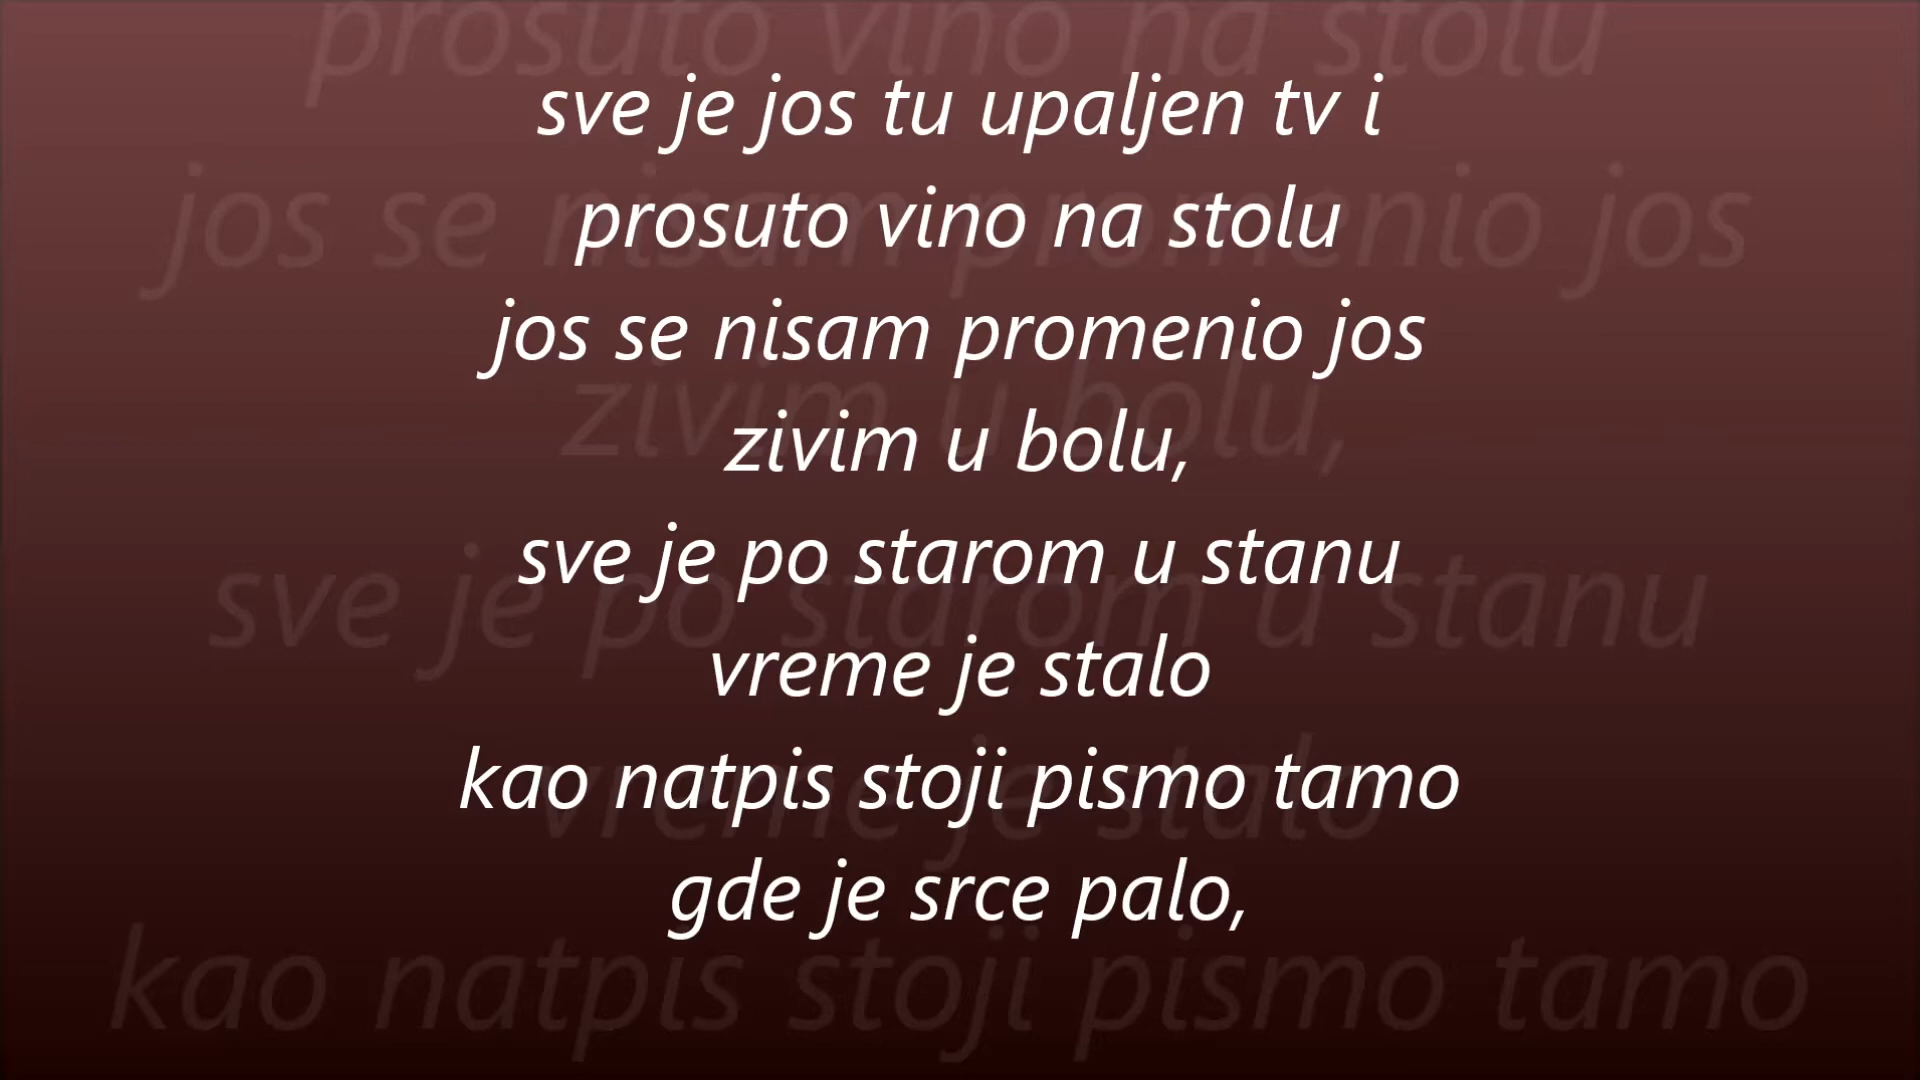 sve je jos tu upaljen tv i
prosuto vino na stolu
jos se nisam promenio jos
zivim u bolu,
sve je po starom u stanu
vreme je stalo
kao natpis stoji pismo tamo
gde je srce palo,